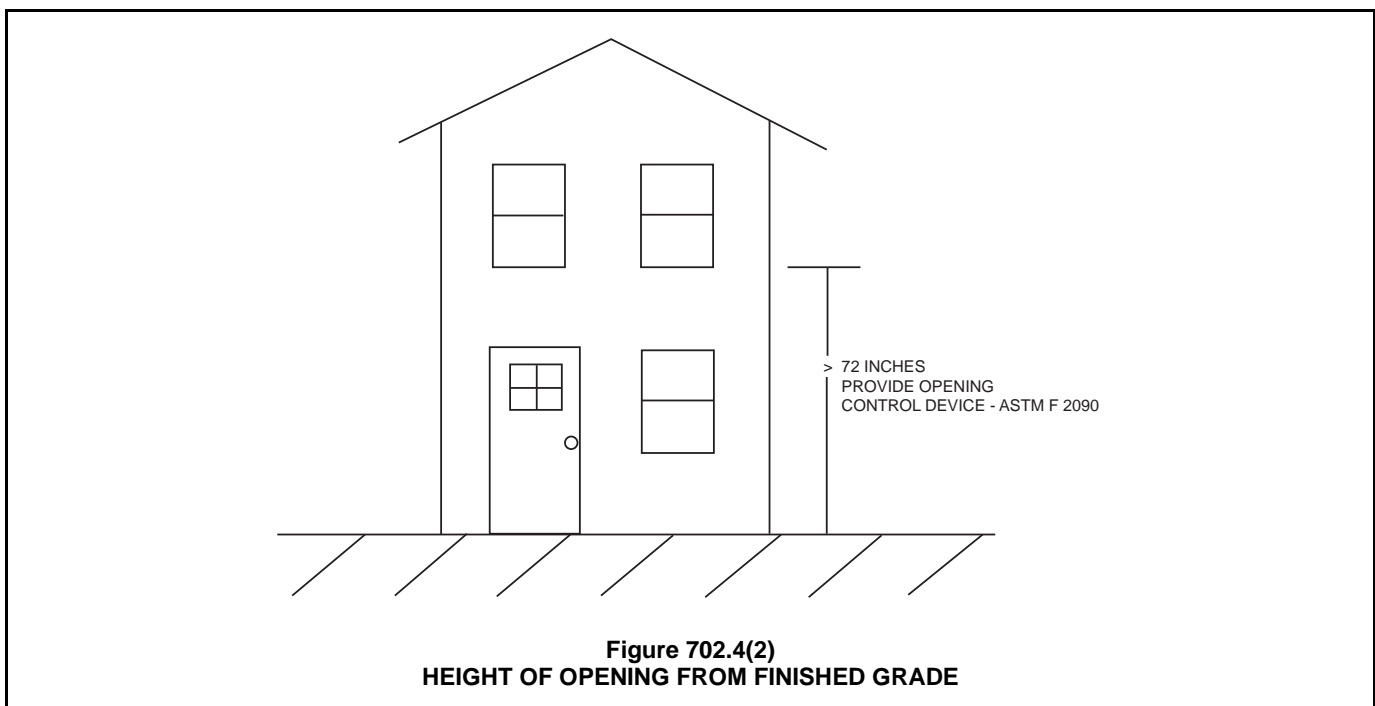 > 72 INCHES
PROVIDE OPENING
CONTROL DEVICE - ASTM F 2090
Figure 702.4(2)
HEIGHT OF OPENING FROM FINISHED GRADE